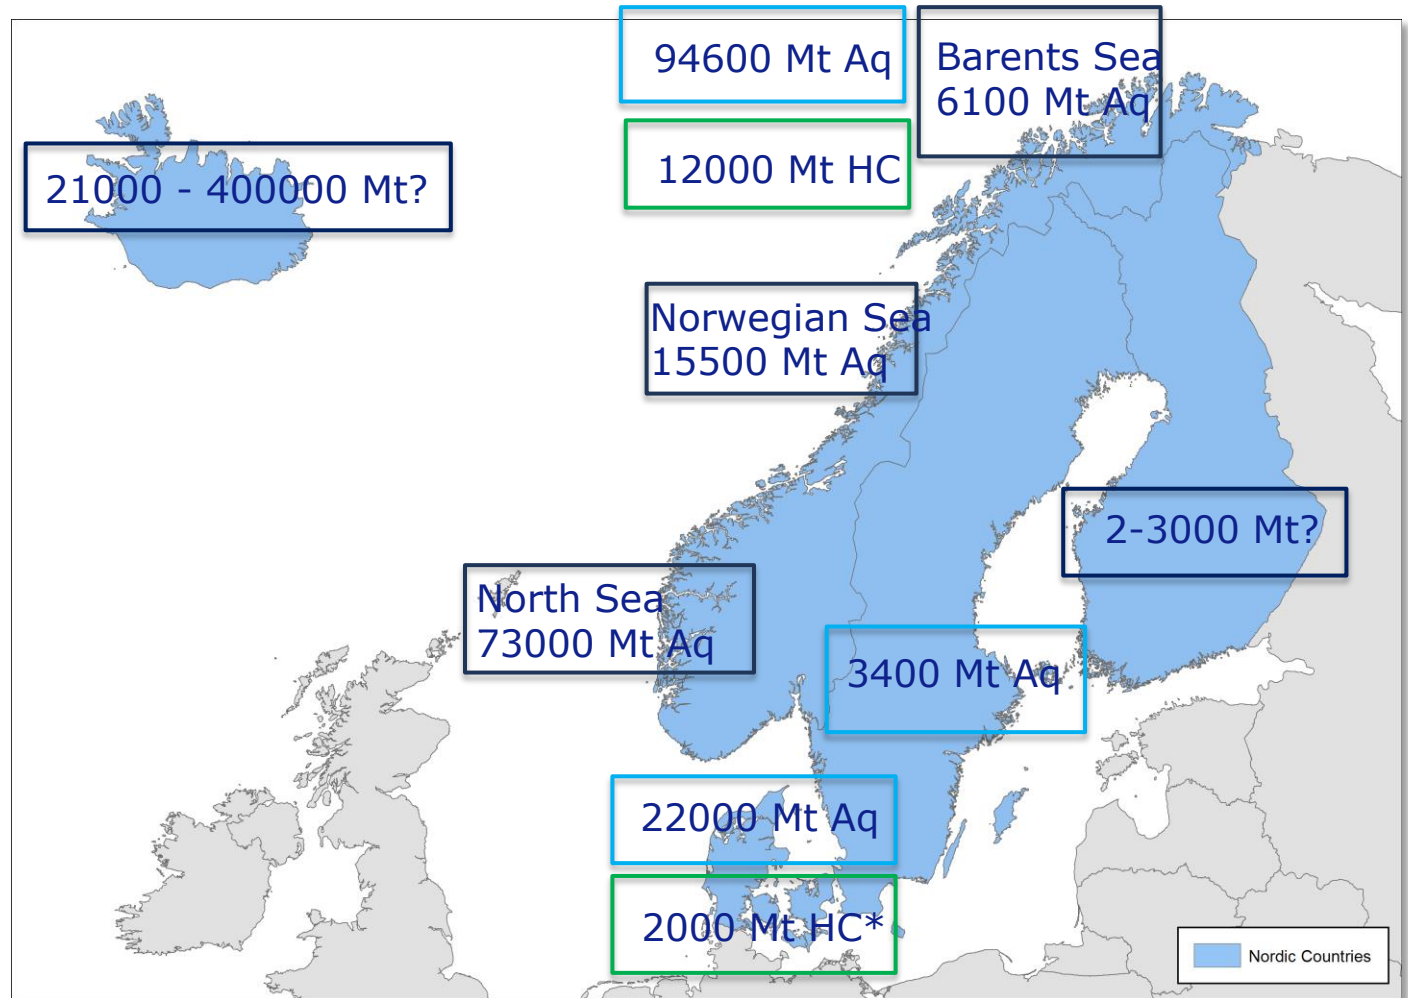 94600 Mt Aq
Barents Sea
6100 Mt Aq
12000 Mt HC
21000 - 400000 Mt?
Norwegian Sea
15500 Mt Aq
2-3000 Mt?
North Sea
73000 Mt Aq
3400 Mt Aq
22000 Mt Aq
2000 Mt HC*
Nordic Countries